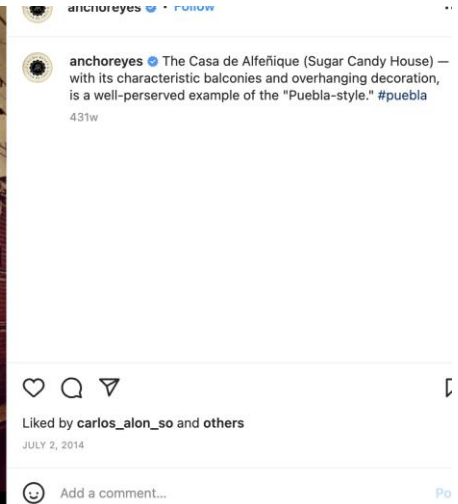 anchoreyes • Follow
anchoreyes The Casa de Alfeñique (Sugar Candy House) —
with its characteristic balconies and overhanging decoration,
is a well-perserved example of the "Puebla-style." #puebla
431w
Liked by carlos_alon_so and others
JULY 2, 2014
Add a comment...